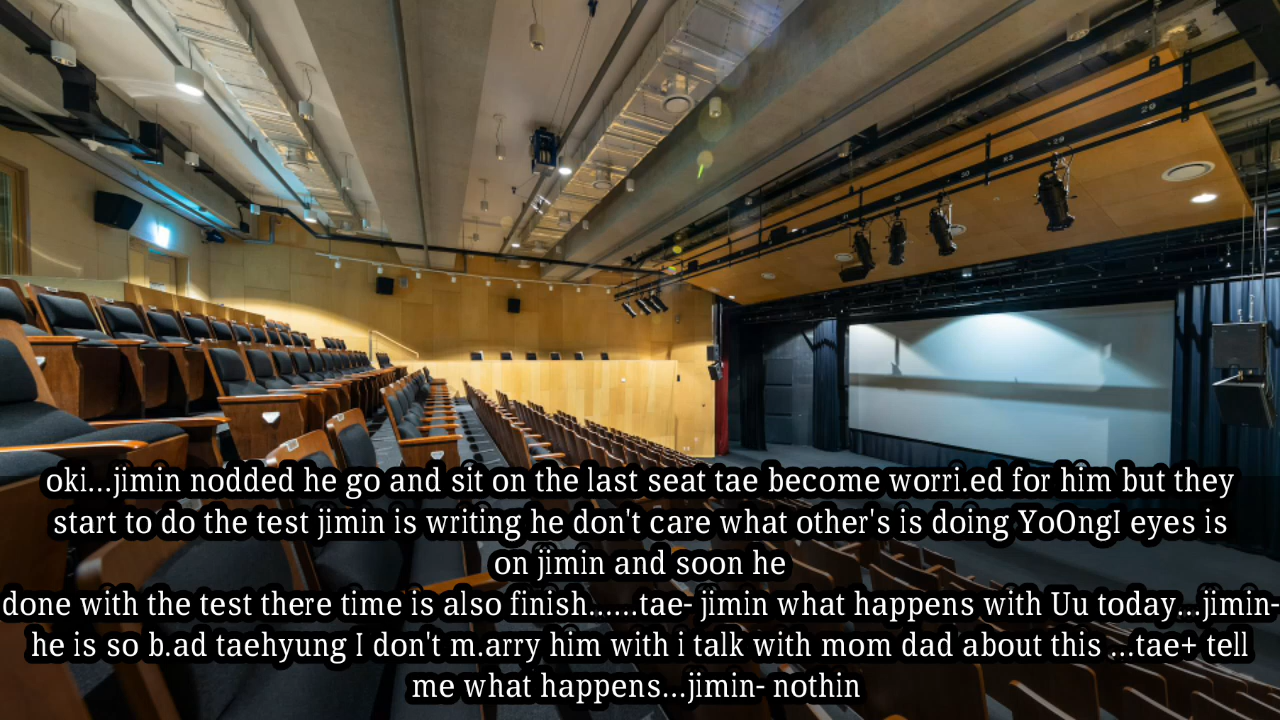 oki...jimin nodded he go and sit on the last seat tae become worri.ed for him but they
start to do the test jimin is writing he don't care what other's is doing YoOngI eyes is
on jimin and soon he
done with the test there time is also finish......tae- jimin what happens with Uu today...jimin-
he is so b.ad taehyung I don't m.arry him with i talk with mom dad about this ...tae+ tell
me what happens...jimin- nothin